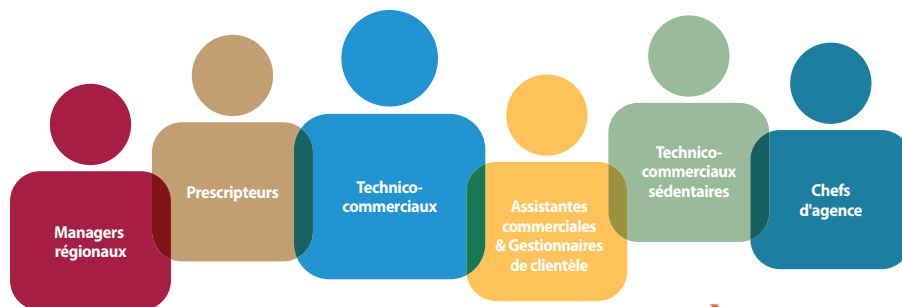 Managers
régionaux
Prescripteurs
Technico-
commerciaux
Assistantes
commerciales
& Gestionnaires
de clientèle
Technico-
commerciaux
sédentaires
Chefs
d'agence